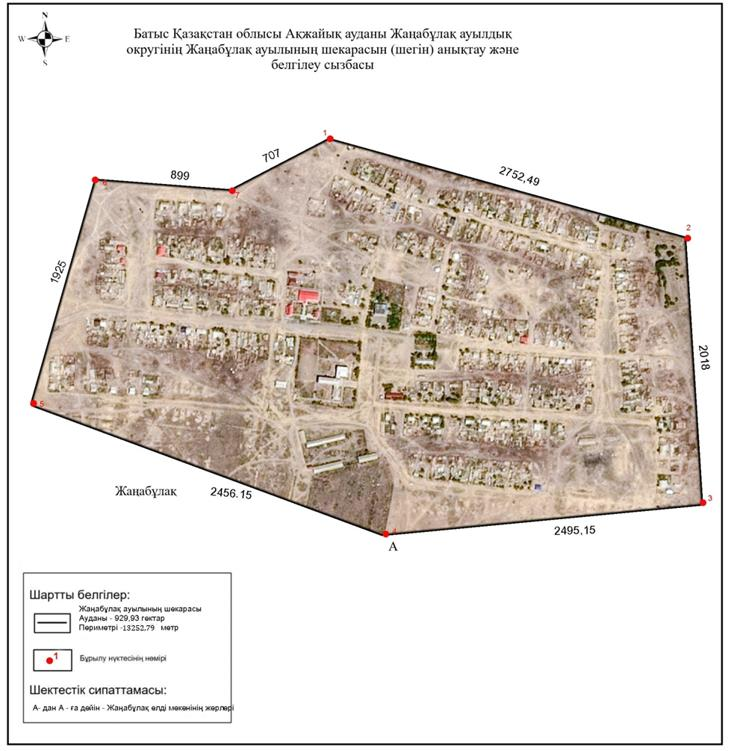 N
W E
S
Батыс Қазақстан облысы Ақжайық ауданы Жаңабұлақ ауылдық
округінің Жаңабұлақ ауылының шекарасын (шегін) анықтау және
белгілеу сызбасы
1
707
2752,49
899
6
7
2
1925
2018
5
Жаңабұлақ
2456.15
3
4
2495,15
А
Шартты белгілер:
Жаңабұлақ ауылының шекарасы
Ауданы - 929,93 гектар
Периметрі -13252,79 метр
1
Бұрылу нүктесінің нөмірі
Шектестік сипаттамасы:
А- дан А - ға дейін - Жаңабұлақ елді мекенінің жерлері